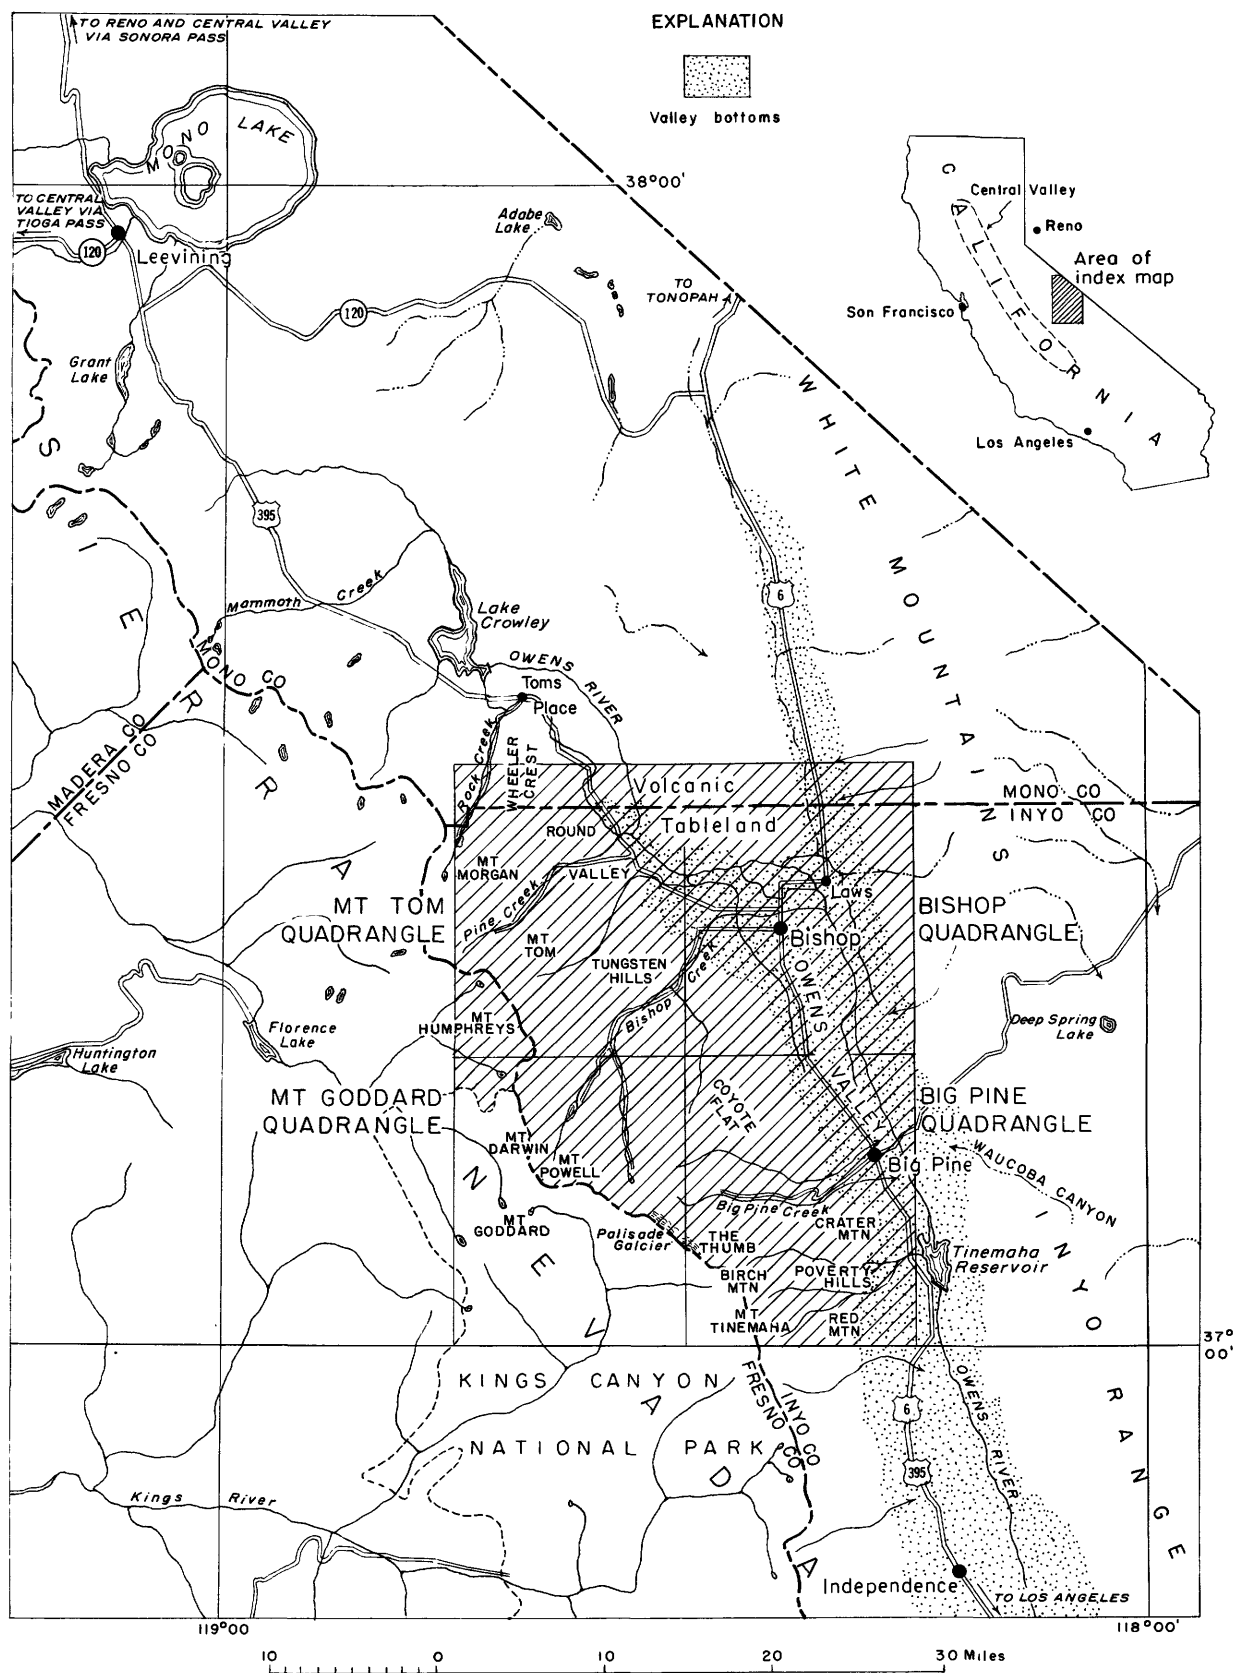 TO RENO AND CENTRAL VALLEY
VIA SONORA PASS
EXPLANATION
Valley bottoms
MONO LAKE
38°00'
TO CENTRAL
VALLEY VIA
TIOGA PASS
120
Leevining
Adabe
Lake
120
TO
TONOPAH
CALIFORNIA
Central Valley
Reno
Area of
index map
San Francisco
Los Angeles
Grant
Lake
395
WHITE MOUNTAINS
6
Mammoth Creek
Lake
Crowley
OWENS RIVER
Toms
Place
MONO CO
MADERA CO
FRESNO CO
SIERRA NEVADA
Rock Creek
WHEELER
CREST
Volcanic
Tableland
MONO CO
INYO CO
ROUND
VALLEY
MT
MORGAN
Laws
MT TOM
QUADRANGLE
Pine Creek
MT
TOM
TUNGSTEN
HILLS
Bishop Creek
Bishop
BISHOP
QUADRANGLE
OWENS VALLEY
MT
HUMPHREYS
Florence
Lake
Huntington
Lake
Deep Spring
Lake
MT GODDARD
QUADRANGLE
COYOTE
FLAT
BIG PINE
QUADRANGLE
MT
DARWIN
MT
POWELL
Big Pine
WAUCOBA CANYON
Big Pine Creek
MT
GODDARD
Palisade
Galcier
THE
THUMB
CRATER
MTN
Tinemaha
Reservoir
BIRCH
MTN
POVERTY
HILLS
MT
TINEMAHA
RED
MTN
INYO RANGE
37°
00'
KINGS CANYON
NATIONAL PARK
INYO CO
FRESNO CO
6
395
OWENS RIVER
Kings River
Independence
TO LOS ANGELES
119°00
118°00'
10 0 10 20 30 Miles